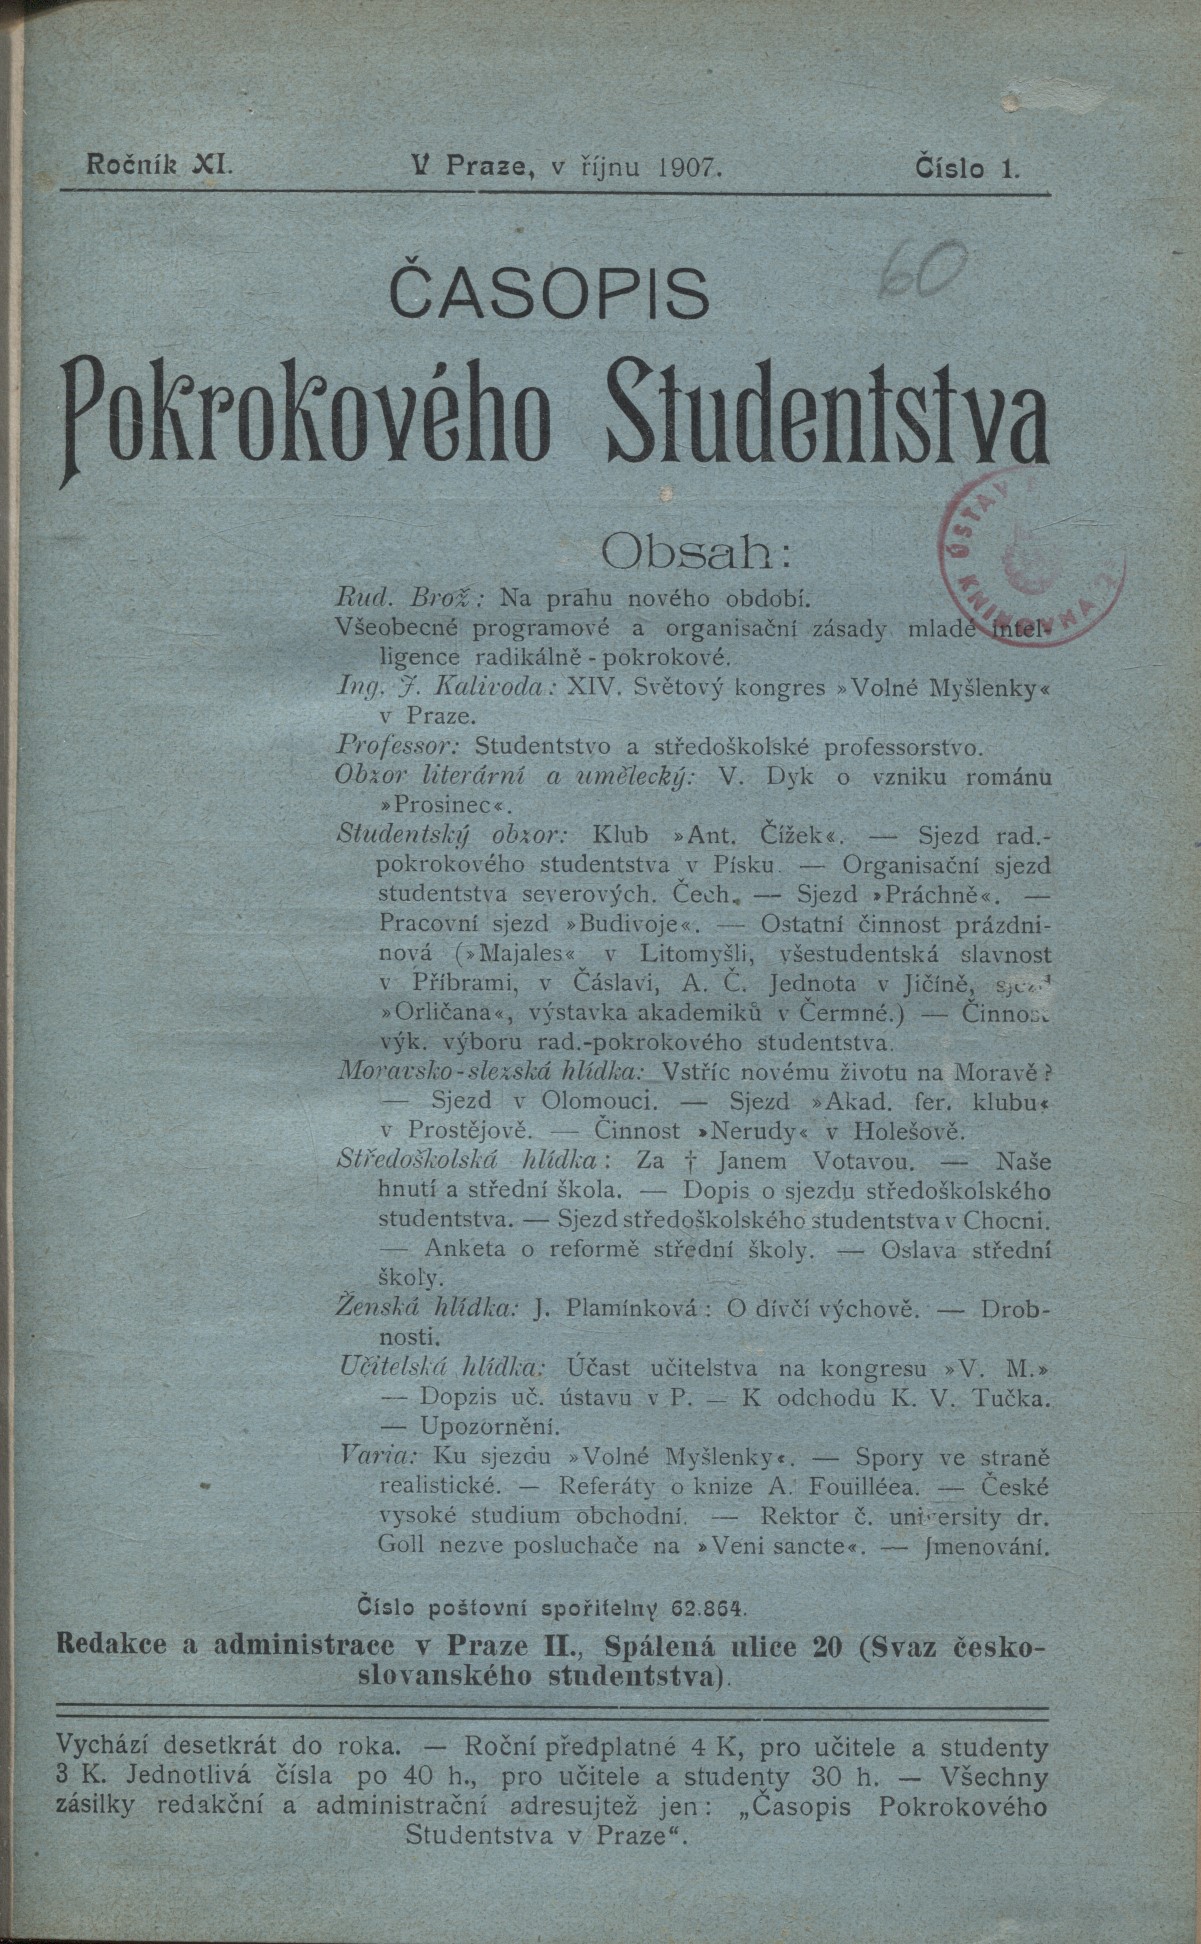 Ročník XI. V Praze, v říjnu 1907. Číslo 1.
60
ČASOPIS
Pokrokového Studentstva
Obsah:
Rud. Brož: Na prahu nového období.
Všeobecné programové a organisační zásady mladé intel-
ligence radikálně-pokrokové.
Ing. J. Kalivoda: XIV. Světový kongres »Volné Myšlenky«
v Praze.
Professor: Studentstvo a středoškolské professorstvo.
Obzor literární a umělecký: V. Dyk o vzniku románu
»Prosinec«.
Studentský obzor: Klub »Ant. Čížek«. — Sjezd rad.-
pokrokového studentstva v Písku. — Organisační sjezd
studentstva severových. Čech. — Sjezd »Práchně«. —
Pracovní sjezd »Budivoje«. — Ostatní činnost prázdni-
nová (»Majales« v Litomyšli, všestudentská slavnost
v Příbrami, v Čáslavi, A. Č. Jednota v Jičíně, sjezd
»Orličana«, výstavka akademiků v Čermné.) — Činnost
výk. výboru rad.-pokrokového studentstva.
Moravsko-slezská hlídka: Vstříc novému životu na Moravě?
— Sjezd v Olomouci. — Sjezd »Akad. fer. klubu«
v Prostějově. — Činnost »Nerudy« v Holešově.
Středoškolská hlídka: Za † Janem Votavou. — Naše
hnutí a střední škola. — Dopis o sjezdu středoškolského
studentstva. — Sjezd středoškolského studentstva v Chocni.
— Anketa o reformě střední školy. — Oslava střední
školy.
Ženská hlídka: J. Plamínková: O dívčí výchově. — Drob-
nosti.
Učitelská hlídka: Účast učitelstva na kongresu »V. M.»
— Dopzis uč. ústavu v P. — K odchodu K. V. Tučka.
— Upozornění.
Varia: Ku sjezdu »Volné Myšlenky«. — Spory ve straně
realistické. — Referáty o knize A. Fouilléea. — České
vysoké studium obchodní. — Rektor č. university dr.
Goll nezve posluchače na »Veni sancte«. — Jmenování.
Číslo poštovní spořitelny 62.864.
Redakce a administrace v Praze II., Spálená ulice 20 (Svaz česko-
slovanského studentstva).
Vychází desetkrát do roka. — Roční předplatné 4 K, pro učitele a studenty
3 K. Jednotlivá čísla po 40 h., pro učitele a studenty 30 h. — Všechny
zásilky redakční a administrační adresujtež jen: „Časopis Pokrokového
Studentstva v Praze“.
ÚSTAV
KNIHOVNA